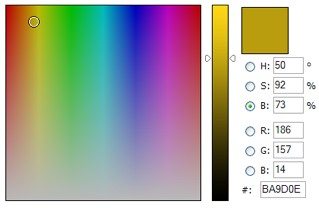 H: 50 °
S: 92 %
B: 73 %
R: 186
G: 157
B: 14
#: BA9D0E